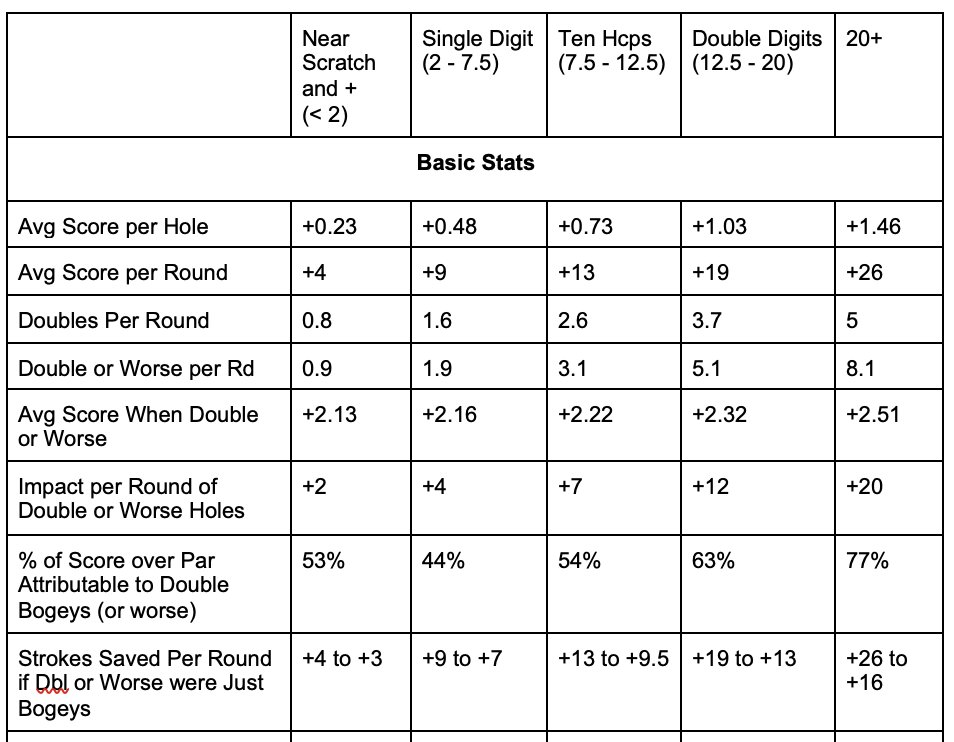 Near Scratch and + (< 2)
Single Digit (2 - 7.5)
Ten Hcps (7.5 - 12.5)
Double Digits (12.5 - 20)
20+
Basic Stats
Avg Score per Hole +0.23 +0.48 +0.73 +1.03 +1.46
Avg Score per Round +4 +9 +13 +19 +26
Doubles Per Round 0.8 1.6 2.6 3.7 5
Double or Worse per Rd 0.9 1.9 3.1 5.1 8.1
Avg Score When Double or Worse +2.13 +2.16 +2.22 +2.32 +2.51
Impact per Round of Double or Worse Holes +2 +4 +7 +12 +20
% of Score over Par Attributable to Double Bogeys (or worse) 53% 44% 54% 63% 77%
Strokes Saved Per Round if Dbl or Worse were Just Bogeys +4 to +3 +9 to +7 +13 to +9.5 +19 to +13 +26 to +16